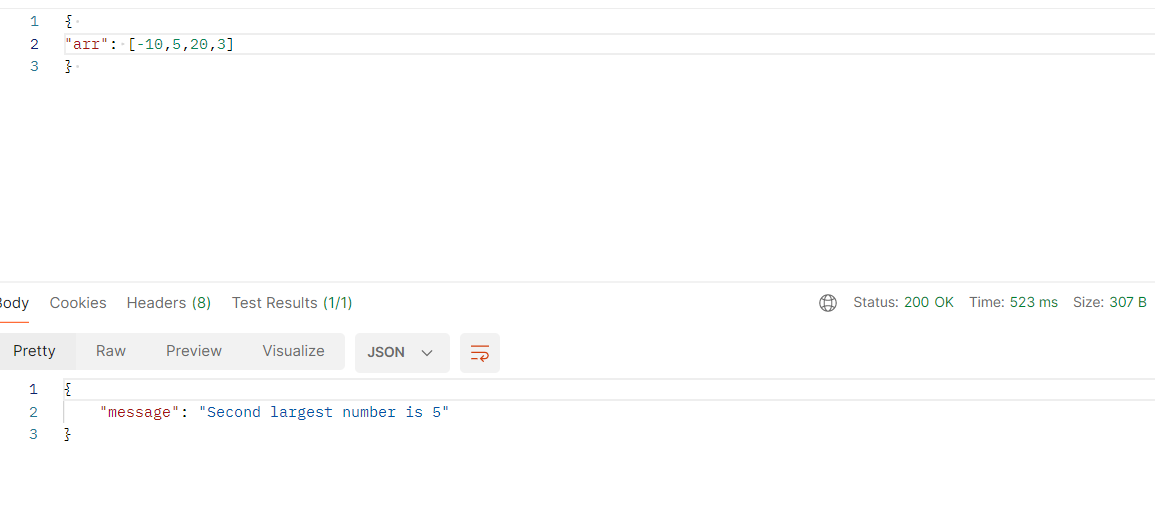 1 {
2 "arr": [-10,5,20,3]
3 }
Body Cookies Headers (8) Test Results (1/1) Status: 200 OK Time: 523 ms Size: 307 B
Pretty Raw Preview Visualize JSON
1 {
2 "message": "Second largest number is 5"
3 }